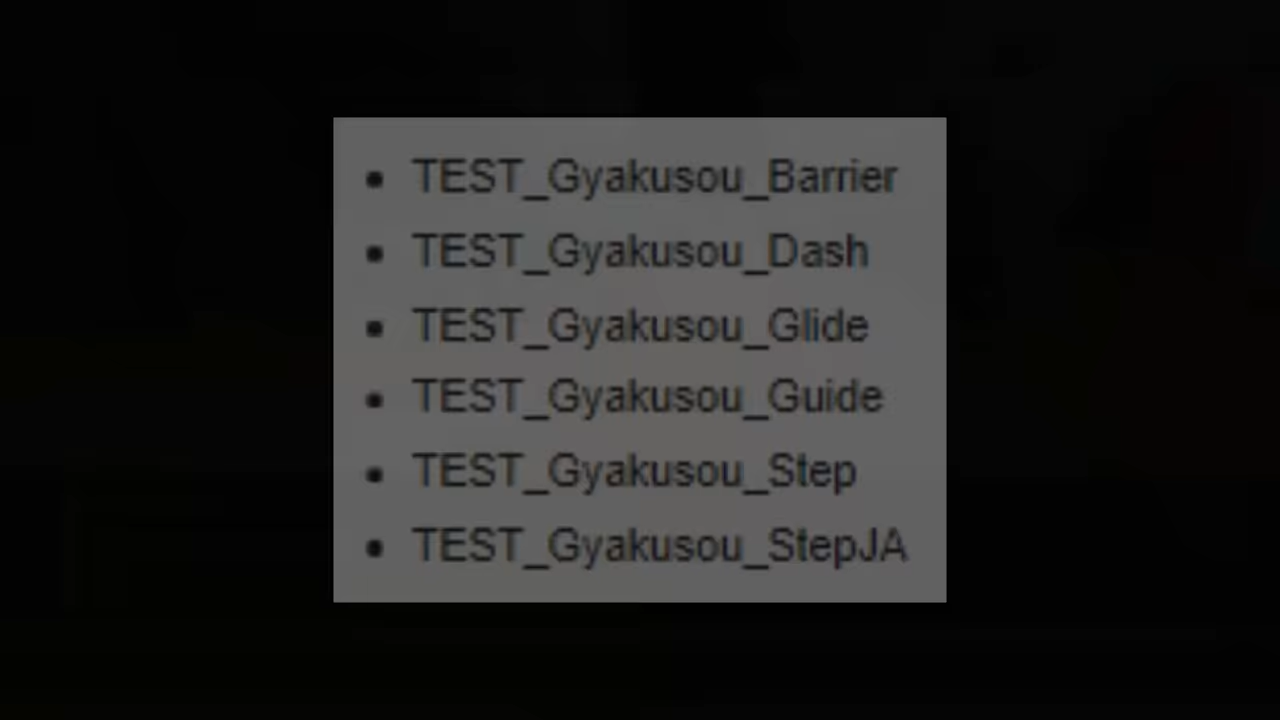 • TEST_Gyakusou_Barrier
• TEST_Gyakusou_Dash
• TEST_Gyakusou_Glide
• TEST_Gyakusou_Guide
• TEST_Gyakusou_Step
• TEST_Gyakusou_StepJA